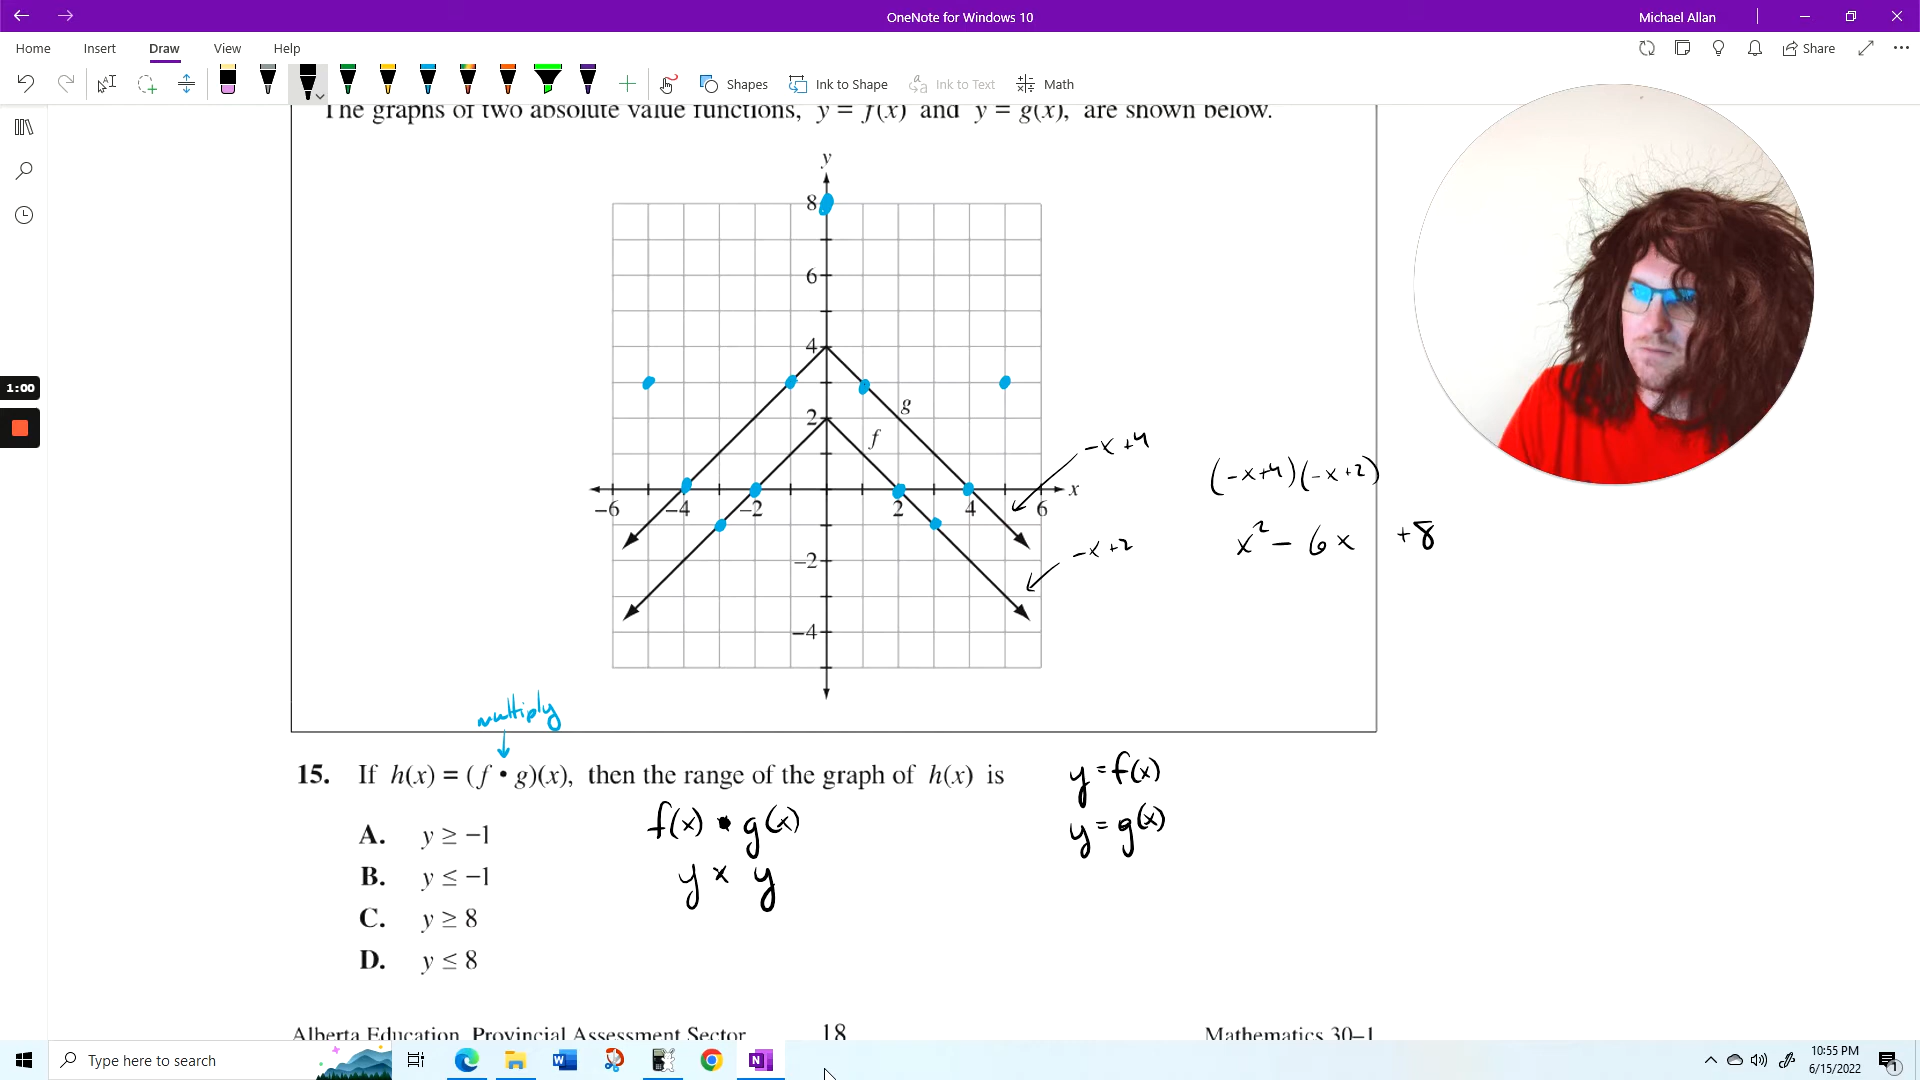 OneNote for Windows 10
Michael Allan
Home Insert Draw View Help
Shapes Ink to Shape Ink to Text Math
Share
The graphs of two absolute value functions, y = f(x) and y = g(x), are shown below.
y
8
6
4
2
g
f
-x+4
(-x+4)(-x+2)
x
−6 −4 −2 2 4 6
x² - 6x +8
-x+2
−2
−4
1:00
multiply
15. If h(x) = (f • g)(x), then the range of the graph of h(x) is
y = f(x)
y = g(x)
f(x) • g(x)
y × y
A. y ≥ −1
B. y ≤ −1
C. y ≥ 8
D. y ≤ 8
Alberta Education, Provincial Assessment Sector 18 Mathematics 30–1
Type here to search
10:55 PM
6/15/2022
1